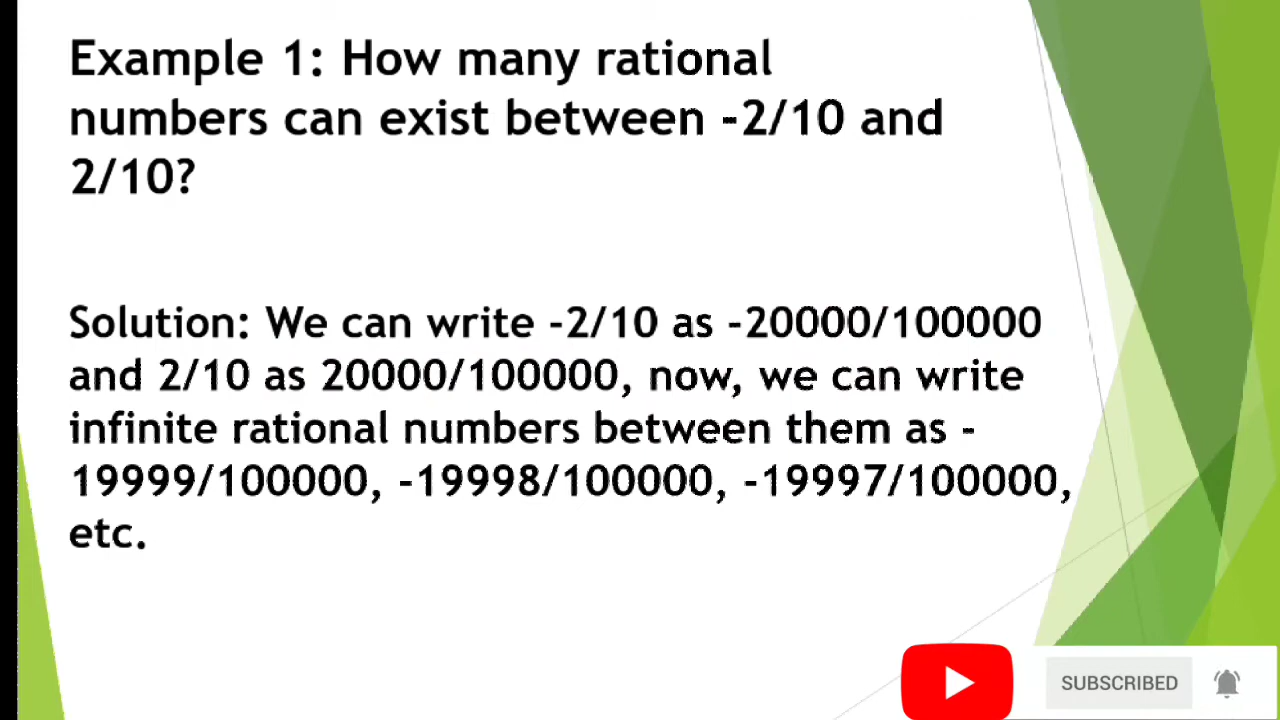 Example 1: How many rational
numbers can exist between -2/10 and
2/10?
Solution: We can write -2/10 as -20000/100000
and 2/10 as 20000/100000, now, we can write
infinite rational numbers between them as -
19999/100000, -19998/100000, -19997/100000,
etc.
SUBSCRIBED